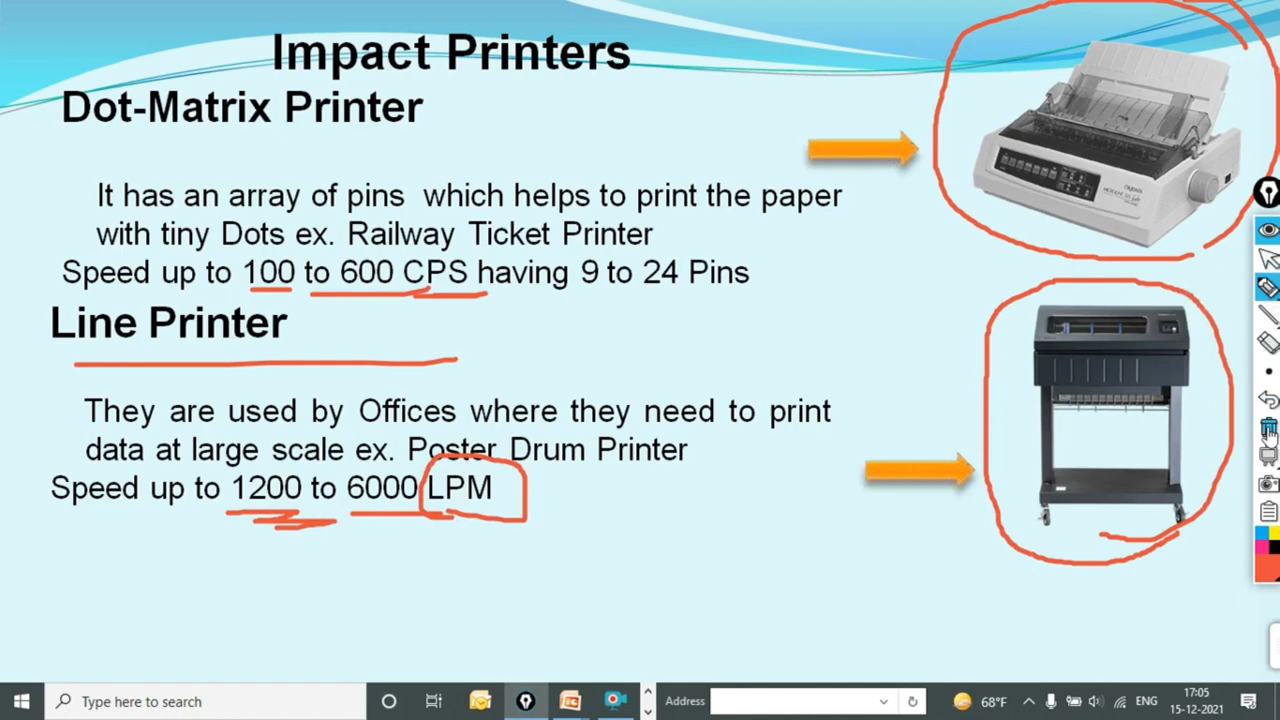 Impact Printers
Dot-Matrix Printer
It has an array of pins which helps to print the paper
with tiny Dots ex. Railway Ticket Printer
Speed up to 100 to 600 CPS having 9 to 24 Pins
Line Printer
They are used by Offices where they need to print
data at large scale ex. Poster Drum Printer
Speed up to 1200 to 6000 LPM
Type here to search
Address
68°F
ENG
17:05
15-12-2021